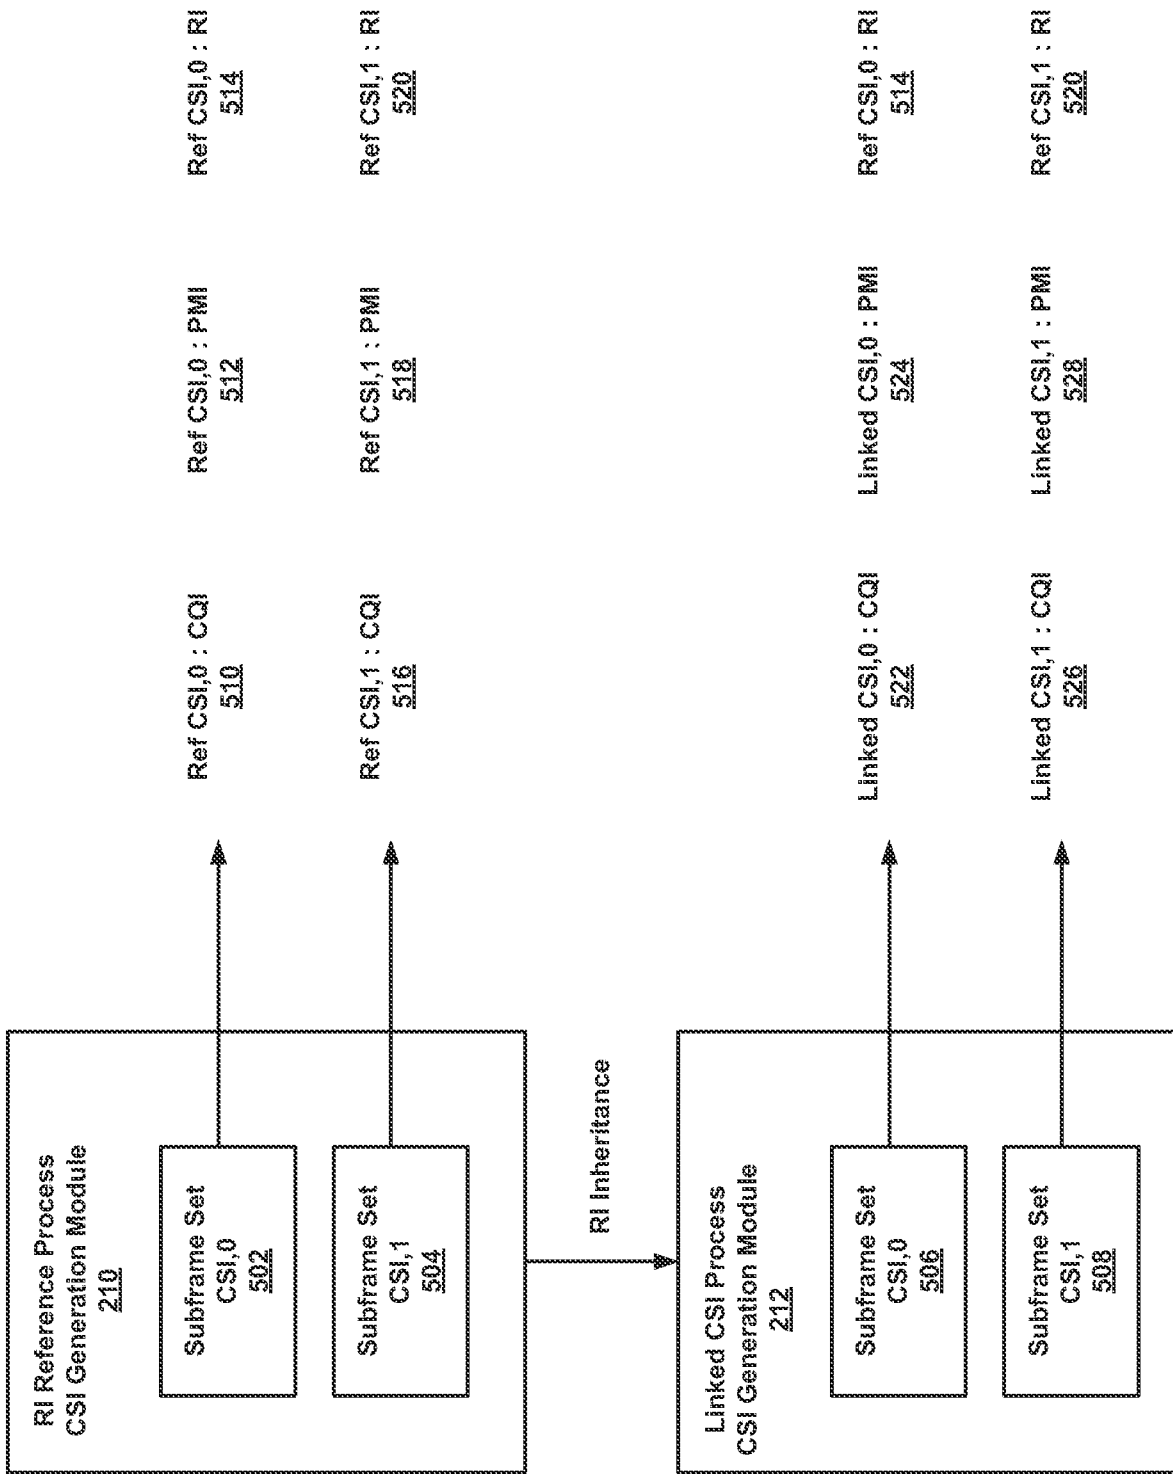 RI Reference Process
CSI Generation Module
210
Subframe Set
CSI,0
502
Ref CSI,0 : CQI
510
Ref CSI,0 : PMI
512
Ref CSI,0 : RI
514
Subframe Set
CSI,1
504
Ref CSI,1 : CQI
516
Ref CSI,1 : PMI
518
Ref CSI,1 : RI
520
RI Inheritance
Linked CSI Process
CSI Generation Module
212
Subframe Set
CSI,0
506
Linked CSI,0 : CQI
522
Linked CSI,0 : PMI
524
Ref CSI,0 : RI
514
Subframe Set
CSI,1
508
Linked CSI,1 : CQI
526
Linked CSI,1 : PMI
528
Ref CSI,1 : RI
520